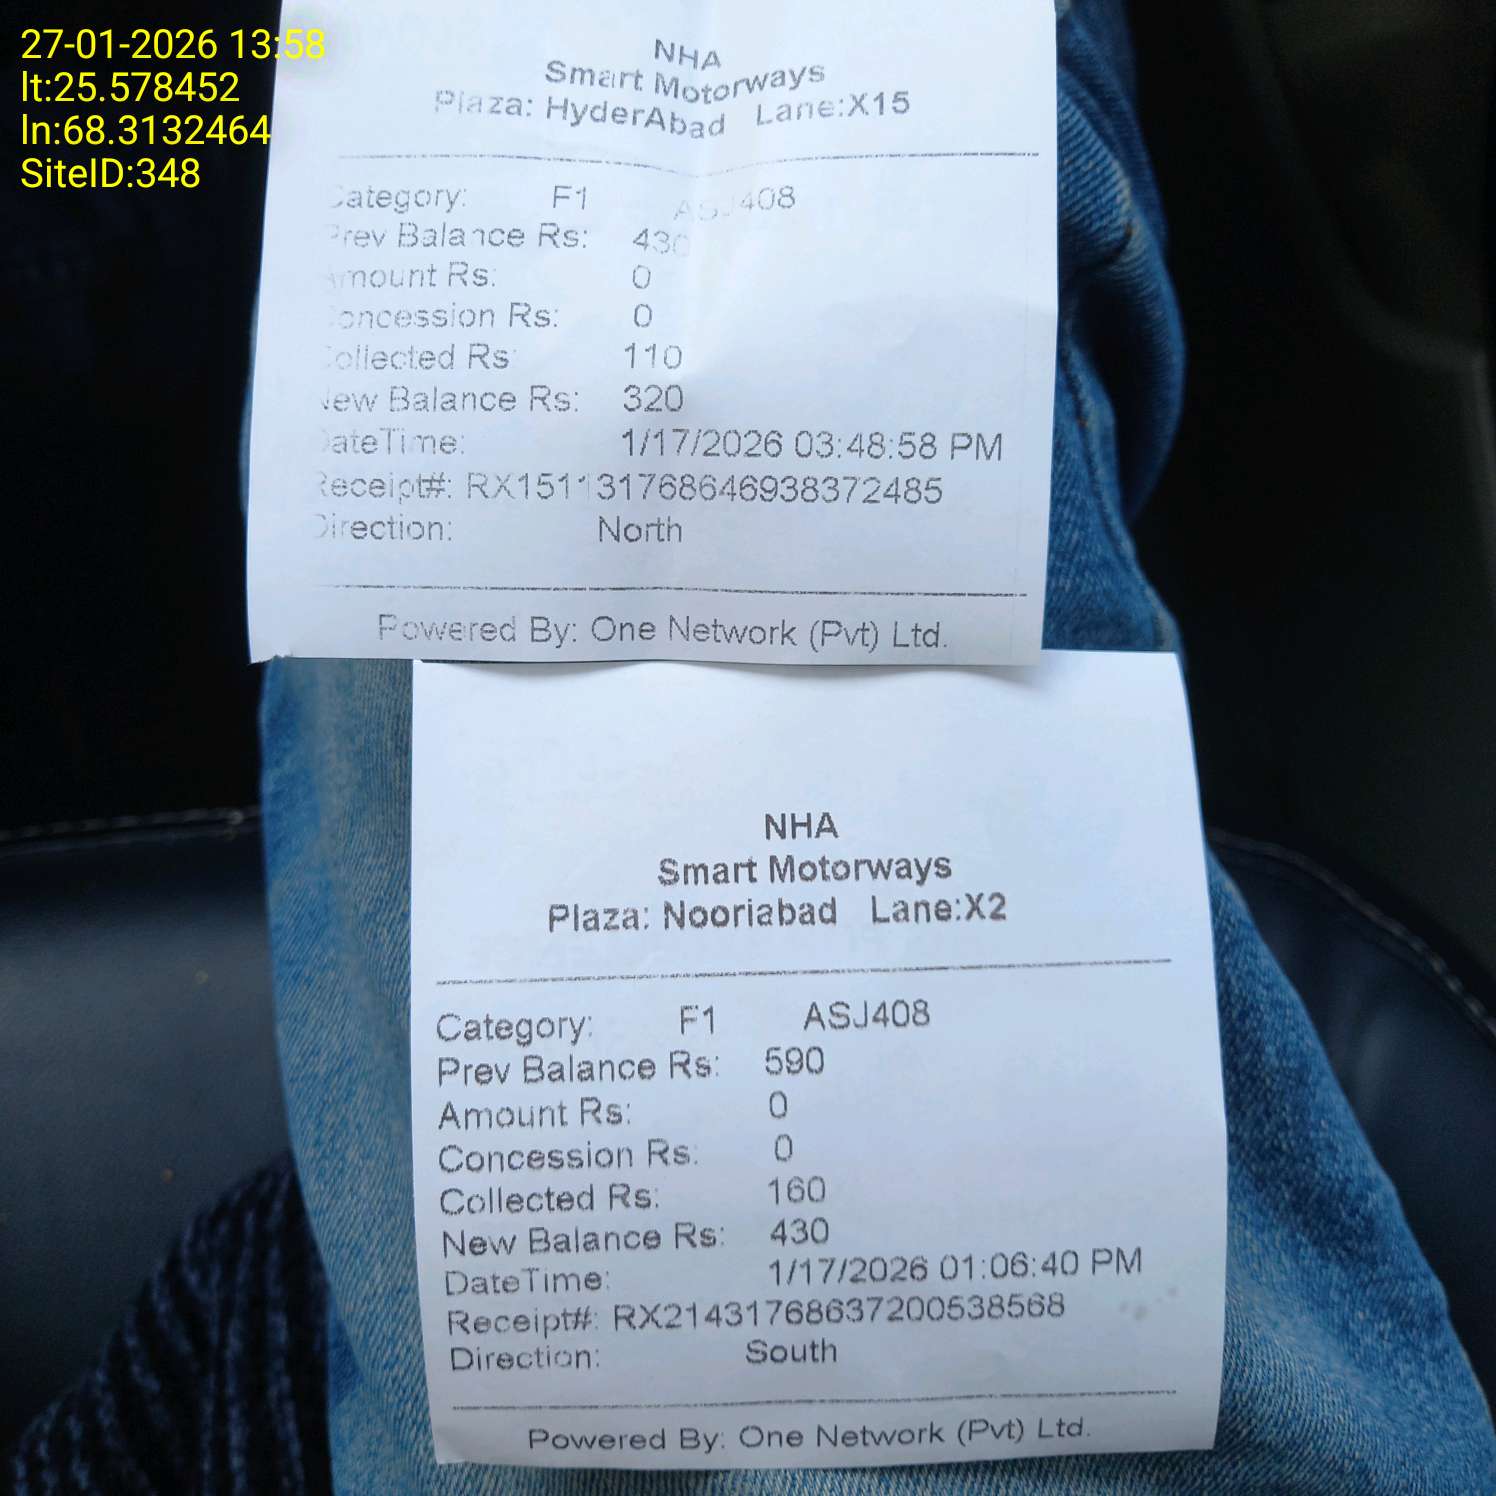 27-01-2026 13:58
lt:25.578452
ln:68.3132464
SiteID:348
NHA
Smart Motorways
Plaza: HyderAbad Lane:X15
Category: F1 ASJ408
Prev Balance Rs: 430
Amount Rs: 0
Concession Rs: 0
Collected Rs 110
New Balance Rs: 320
DateTime: 1/17/2026 03:48:58 PM
Receipt#: RX15113176864693837​2485
Direction: North
Powered By: One Network (Pvt) Ltd.
NHA
Smart Motorways
Plaza: Nooriabad Lane:X2
Category: F1 ASJ408
Prev Balance Rs: 590
Amount Rs: 0
Concession Rs: 0
Collected Rs: 160
New Balance Rs: 430
DateTime: 1/17/2026 01:06:40 PM
Receipt#: RX214317686372005385​68
Direction: South
Powered By: One Network (Pvt) Ltd.